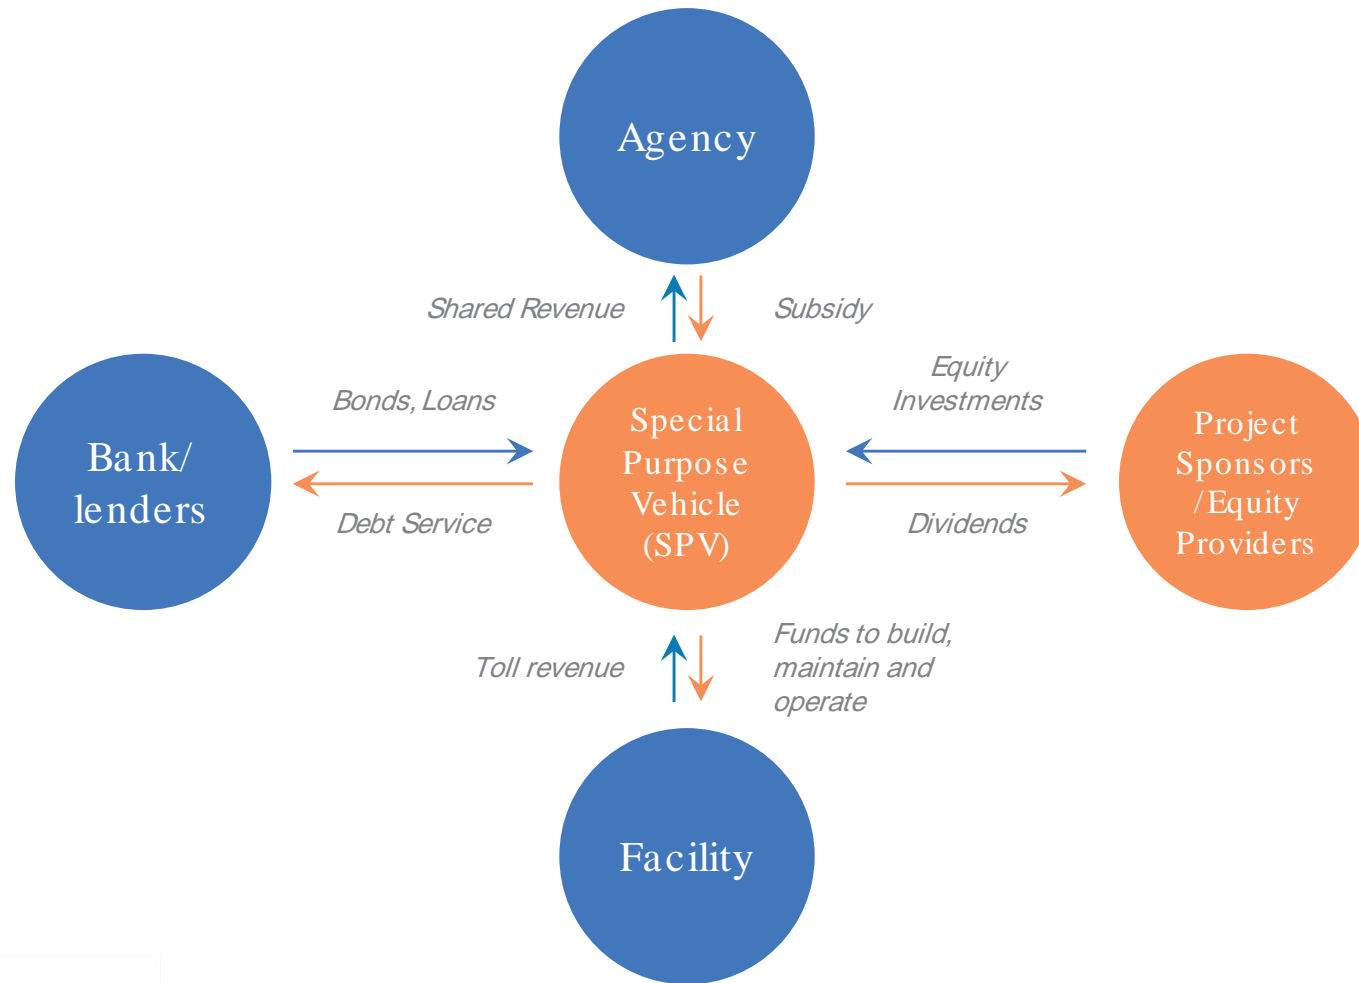 Agency
Shared Revenue
Subsidy
Bonds, Loans
Equity
Investments
Bank/
lenders
Special
Purpose
Vehicle
(SPV)
Project
Sponsors
/Equity
Providers
Debt Service
Dividends
Toll revenue
Funds to build,
maintain and
operate
Facility